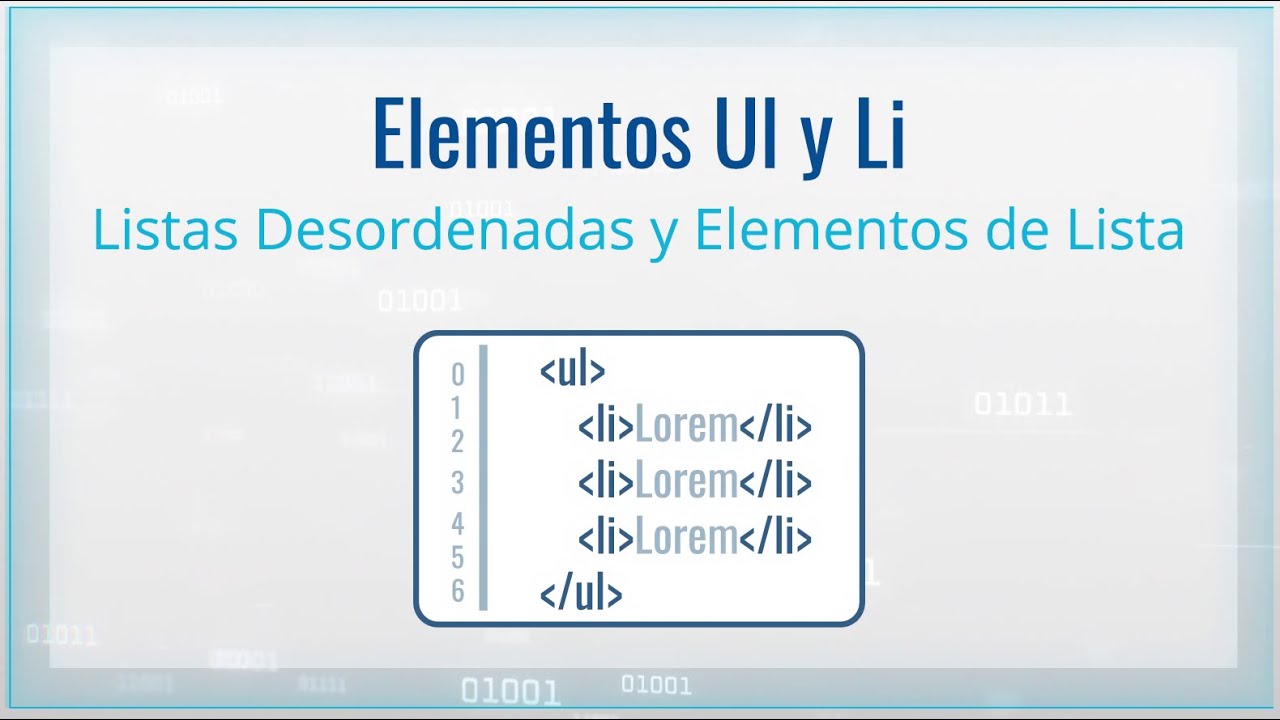 Elementos Ul y Li
Listas Desordenadas y Elementos de Lista
01001
01011
0 <ul>
1 <li>Lorem</li>
2
3 <li>Lorem</li>
4 <li>Lorem</li>
5
6 </ul>
01011
01001
01001